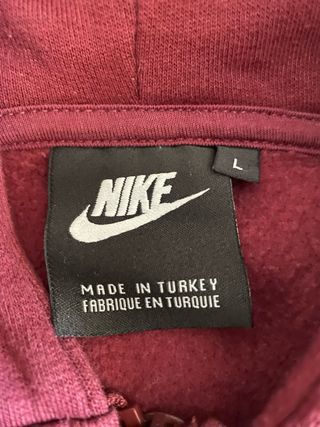 L
NIKE
MADE IN TURKEY
FABRIQUE EN TURQUIE